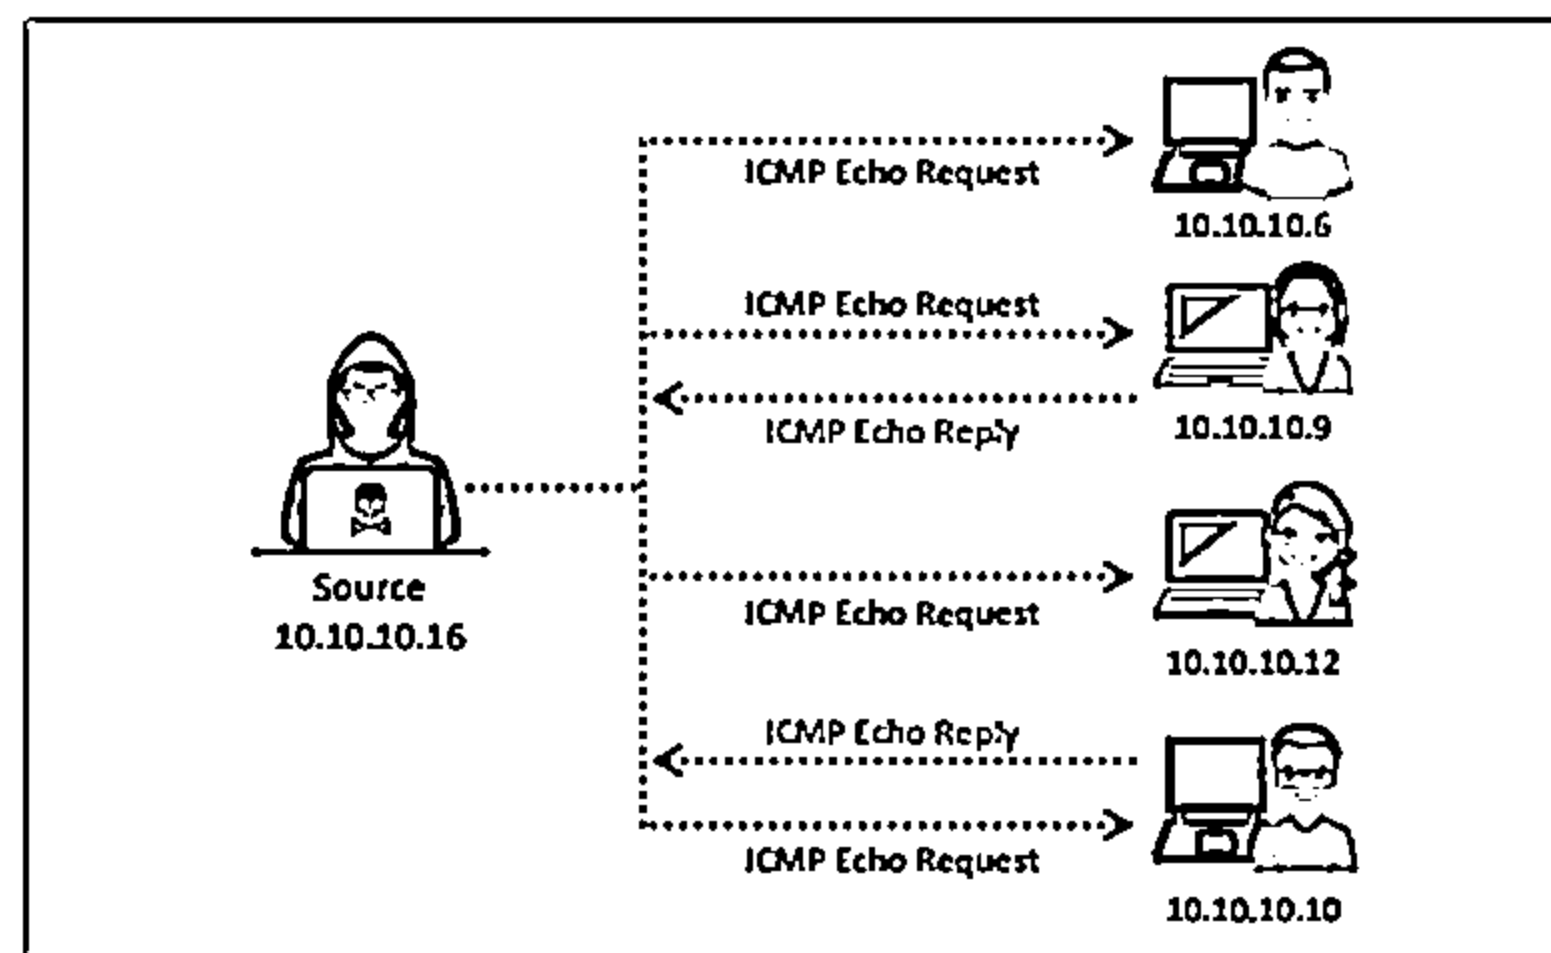 ICMP Echo Request
10.10.10.6
ICMP Echo Request
ICMP Echo Reply
10.10.10.9
Source
10.10.10.16
ICMP Echo Request
10.10.10.12
ICMP Echo Reply
ICMP Echo Request
10.10.10.10